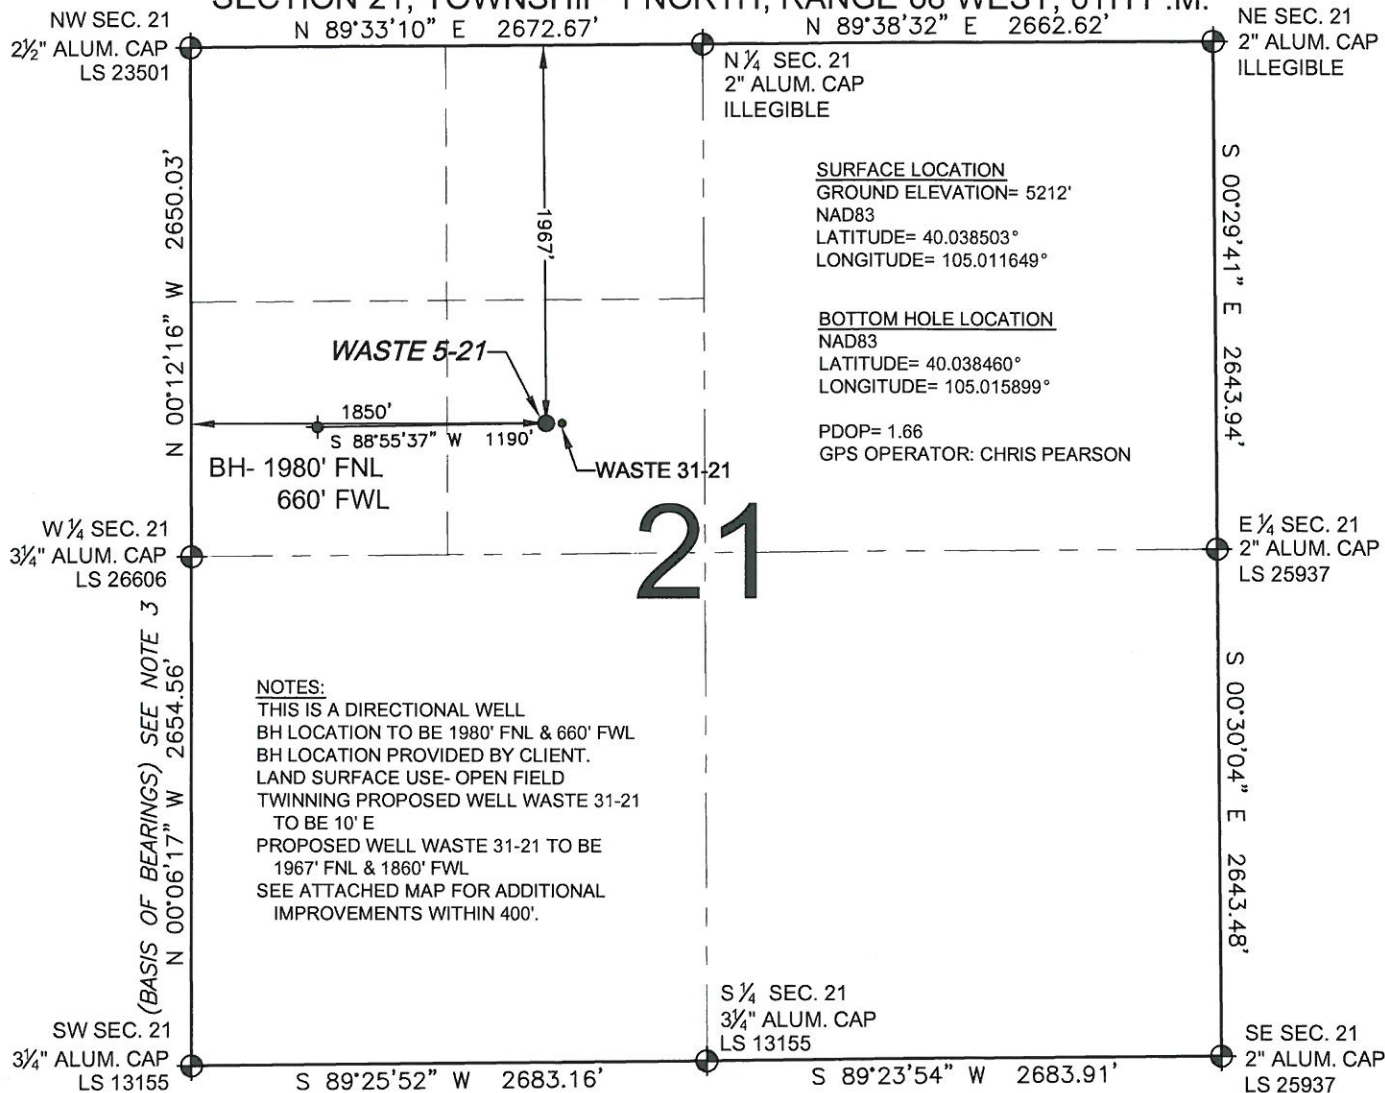 SECTION 21, TOWNSHIP 1 NORTH, RANGE 68 WEST, 6TH P.M.
NW SEC. 21
2½" ALUM. CAP
LS 23501
N 89°33'10" E 2672.67'
N 89°38'32" E 2662.62'
NE SEC. 21
2" ALUM. CAP
ILLEGIBLE
N ¼ SEC. 21
2" ALUM. CAP
ILLEGIBLE
N 00°12'16" W 2650.03'
1967'
SURFACE LOCATION
GROUND ELEVATION= 5212'
NAD83
LATITUDE= 40.038503°
LONGITUDE= 105.011649°
S 00°29'41" E 2643.94'
BOTTOM HOLE LOCATION
NAD83
LATITUDE= 40.038460°
LONGITUDE= 105.015899°
PDOP= 1.66
GPS OPERATOR: CHRIS PEARSON
WASTE 5-21
1850'
S 88°55'37" W 1190'
BH- 1980' FNL
660' FWL
WASTE 31-21
21
W ¼ SEC. 21
3¼" ALUM. CAP
LS 26606
E ¼ SEC. 21
2" ALUM. CAP
LS 25937
(BASIS OF BEARINGS) SEE NOTE 3
N 00°06'17" W 2654.56'
NOTES:
THIS IS A DIRECTIONAL WELL
BH LOCATION TO BE 1980' FNL & 660' FWL
BH LOCATION PROVIDED BY CLIENT.
LAND SURFACE USE- OPEN FIELD
TWINNING PROPOSED WELL WASTE 31-21
TO BE 10' E
PROPOSED WELL WASTE 31-21 TO BE
1967' FNL & 1860' FWL
SEE ATTACHED MAP FOR ADDITIONAL
IMPROVEMENTS WITHIN 400'.
S 00°30'04" E 2643.48'
SW SEC. 21
3¼" ALUM. CAP
LS 13155
S 89°25'52" W 2683.16'
S ¼ SEC. 21
3¼" ALUM. CAP
LS 13155
S 89°23'54" W 2683.91'
SE SEC. 21
2" ALUM. CAP
LS 25937